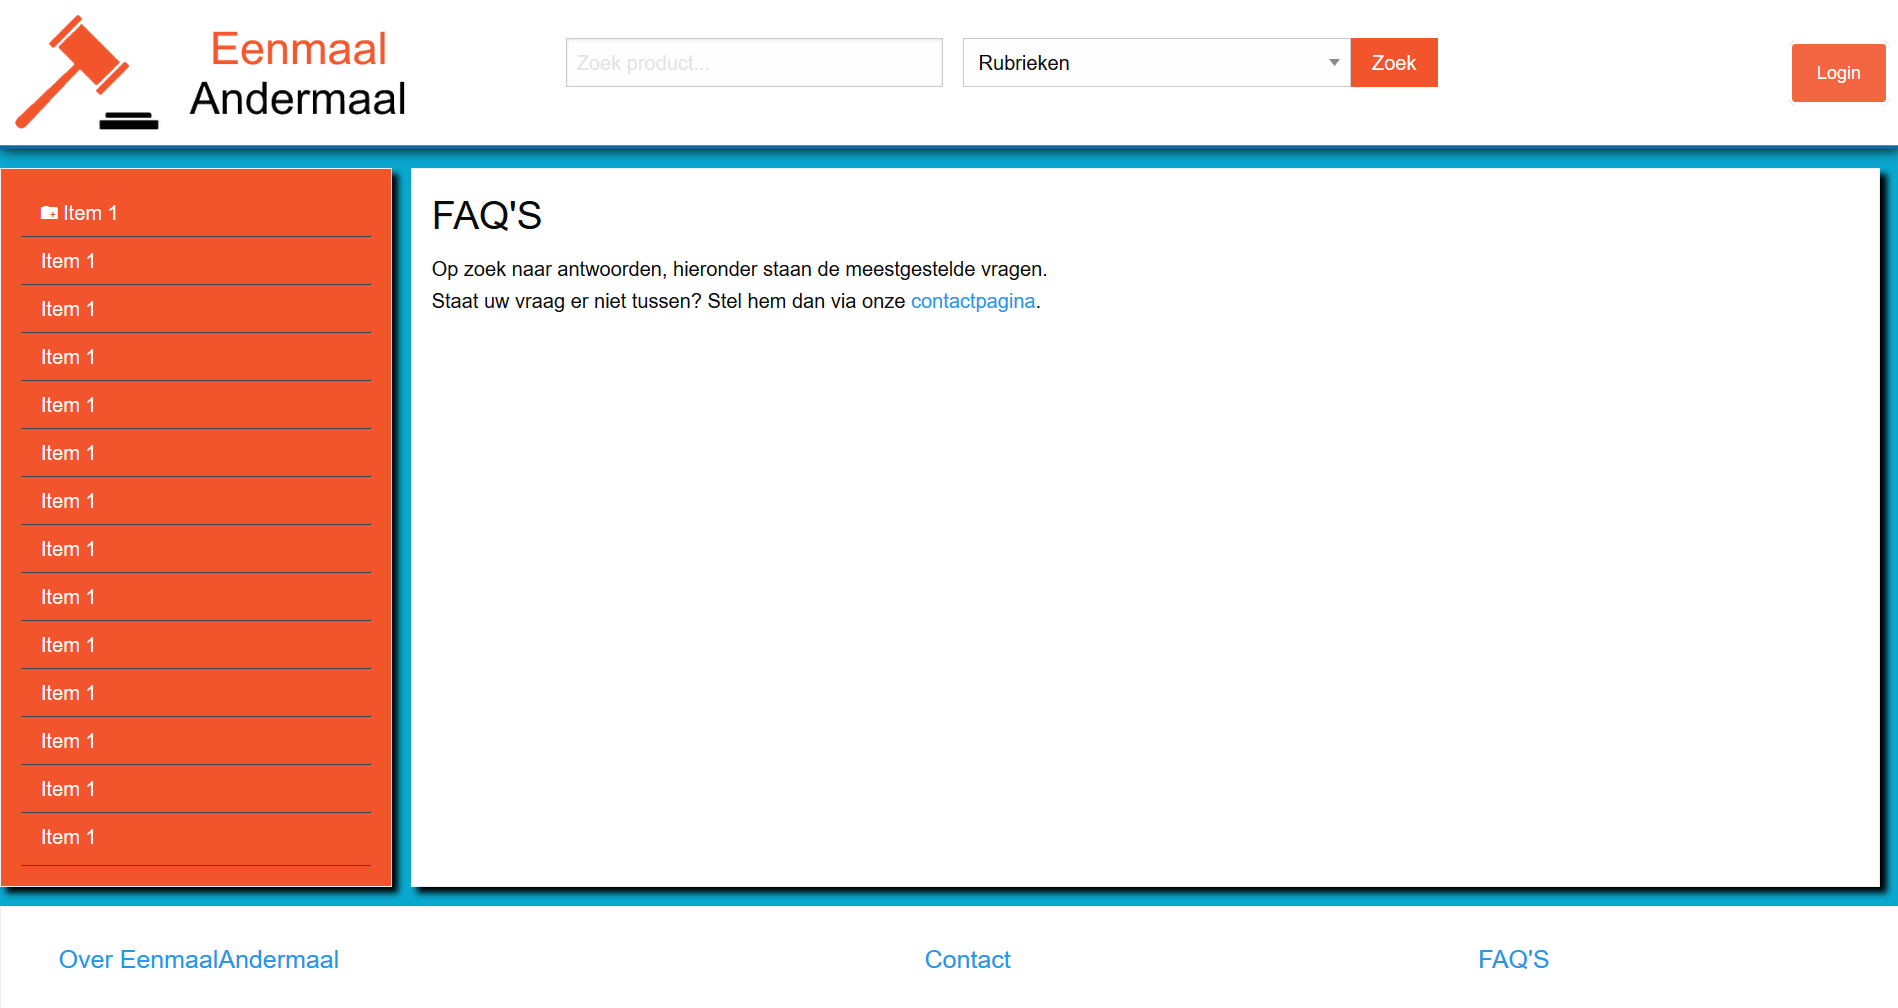 Eenmaal
Andermaal
Zoek product...
Rubrieken
Zoek
Login
Item 1
Item 1
Item 1
Item 1
Item 1
Item 1
Item 1
Item 1
Item 1
Item 1
Item 1
Item 1
Item 1
Item 1
FAQ'S
Op zoek naar antwoorden, hieronder staan de meestgestelde vragen.
Staat uw vraag er niet tussen? Stel hem dan via onze contactpagina.
Over EenmaalAndermaal
Contact
FAQ'S